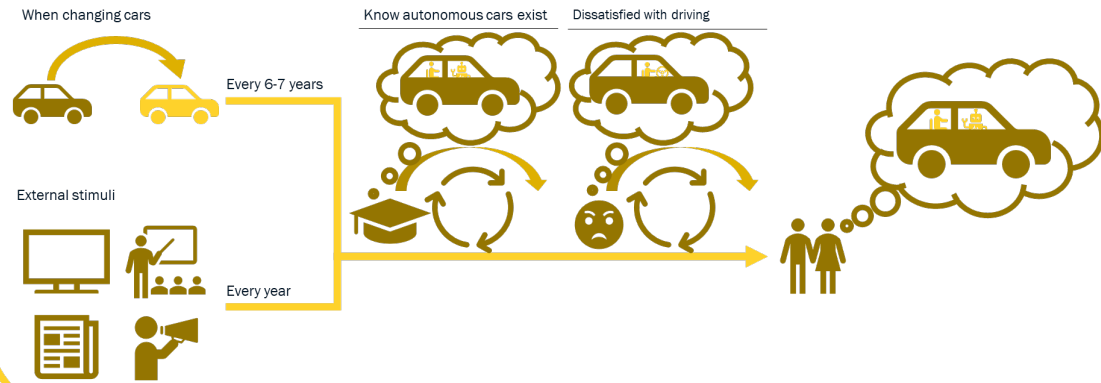 When changing cars
Know autonomous cars exist
Dissatisfied with driving
Every 6-7 years
External stimuli
Every year